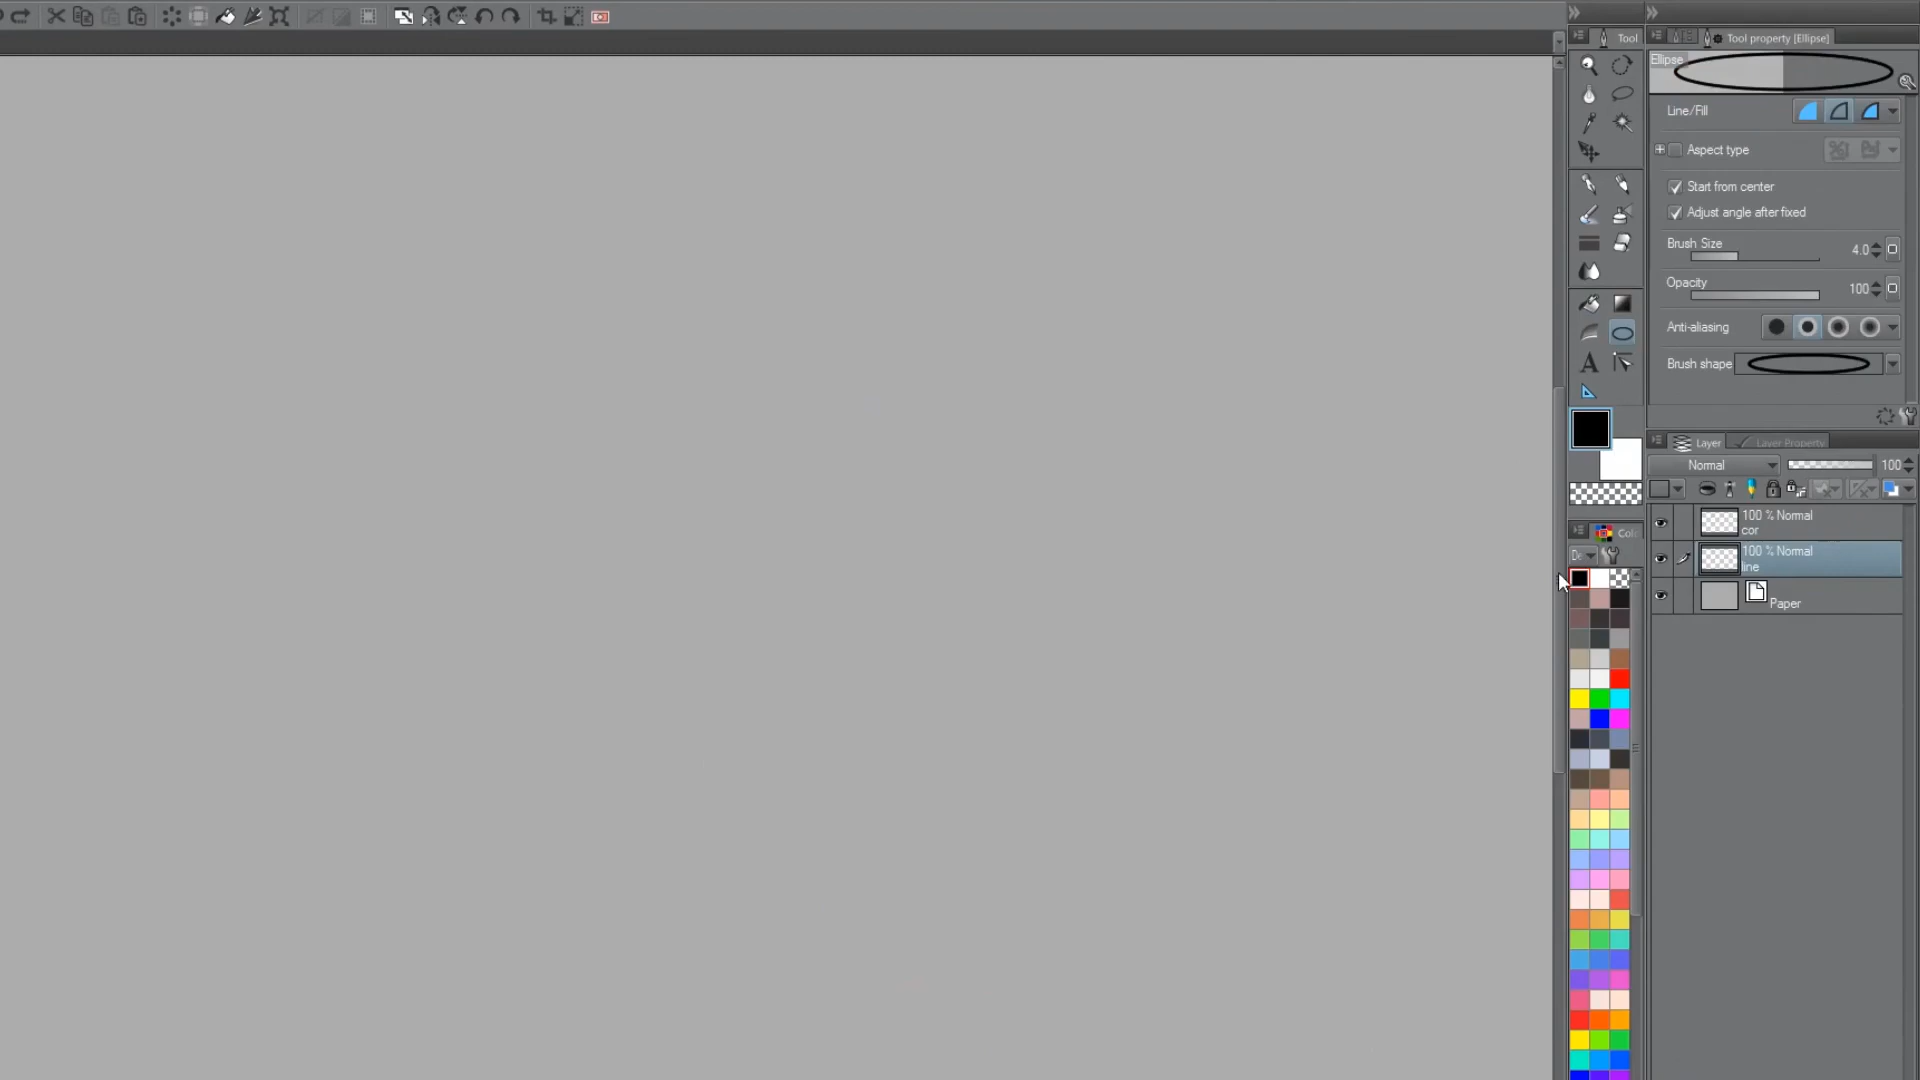 Tool
Tool property [Ellipse]
Ellipse
Line/Fill
Aspect type
Start from center
Adjust angle after fixed
Brush Size
4.0
Opacity
100
Anti-aliasing
Brush shape
A
Layer
Layer Property
Normal
100
100 % Normal
cor
100 % Normal
line
Paper
Colo
De